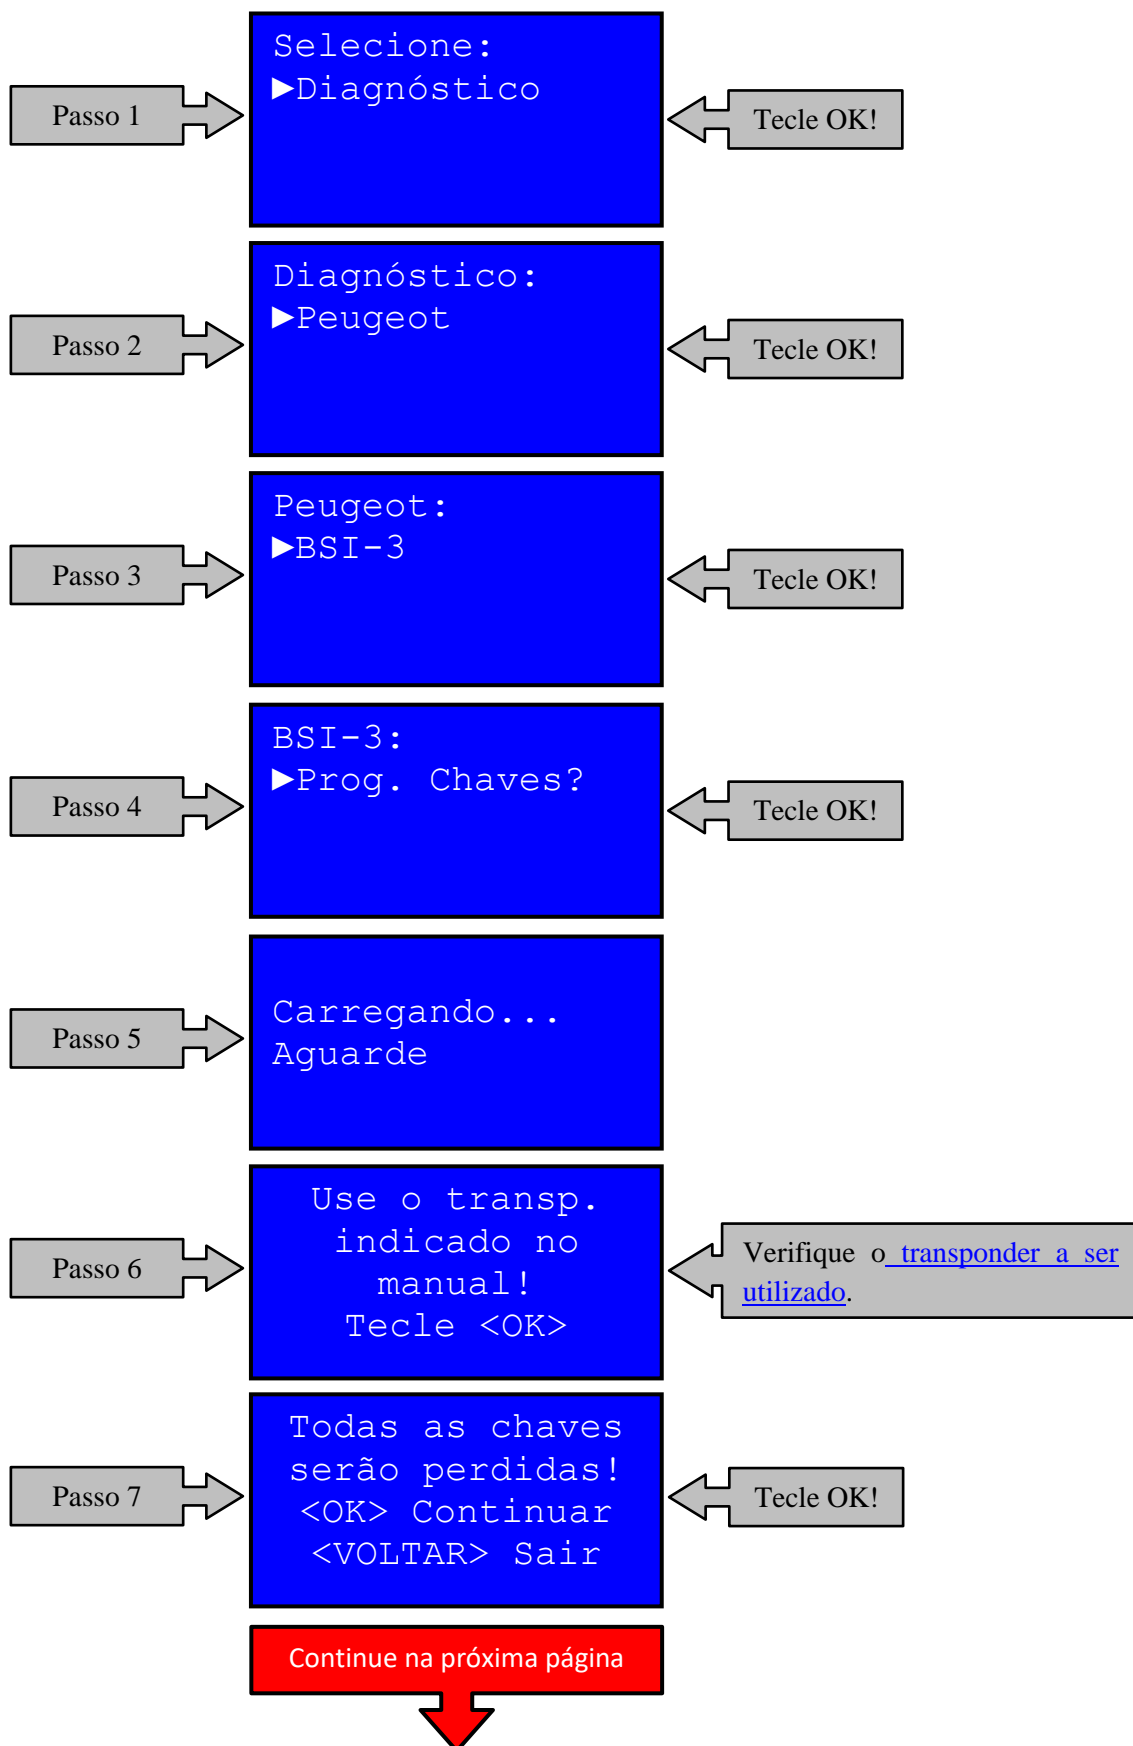 Selecione:
►Diagnóstico
Passo 1
Tecle OK!
Diagnóstico:
►Peugeot
Passo 2
Tecle OK!
Peugeot:
►BSI-3
Passo 3
Tecle OK!
BSI-3:
►Prog. Chaves?
Passo 4
Tecle OK!
Carregando...
Aguarde
Passo 5
Use o transp.
indicado no
manual!
Tecle <OK>
Passo 6
Verifique o transponder a ser
utilizado.
Todas as chaves
serão perdidas!
<OK> Continuar
<VOLTAR> Sair
Passo 7
Tecle OK!
Continue na próxima página